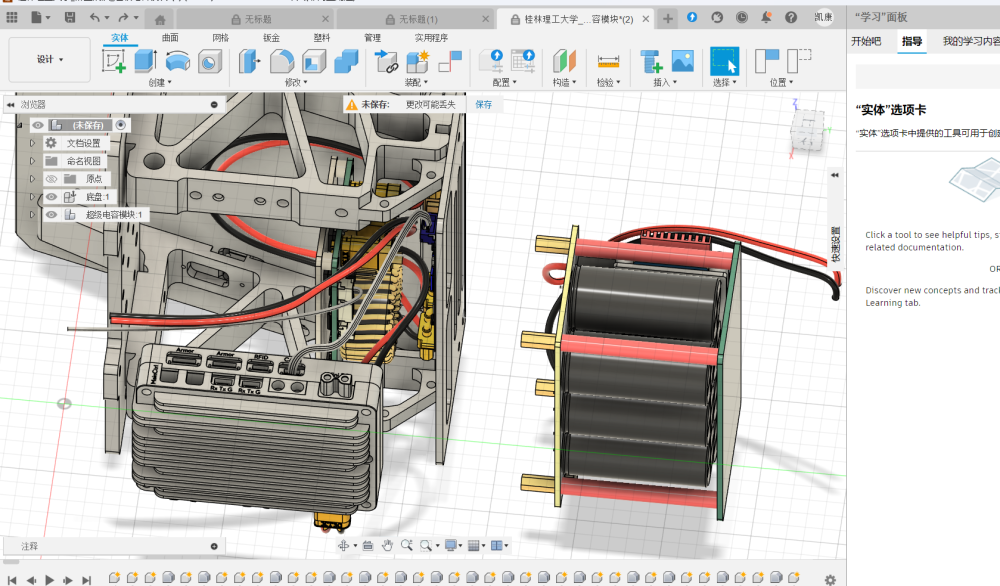 无标题
无标题(1)
桂林理工大学_...容模块*(2)
凯康
“学习”面板
设计
实体
曲面
网格
钣金
塑料
管理
实用程序
创建
修改
装配
配置
构造
检验
插入
选择
位置
开始吧
指导
我的学习内容
浏览器
未保存:
更改可能丢失
保存
(未保存)
文档设置
命名视图
原点
底盘:1
超级电容模块:1
Z
X
快速设置
“实体”选项卡
“实体”选项卡中提供的工具可用于创建
Click a tool to see helpful tips, s
related documentation.
OR
Discover new concepts and track
Learning tab.
Armor
Armor
RFID
Rx Tx G
Rx Tx G
注释